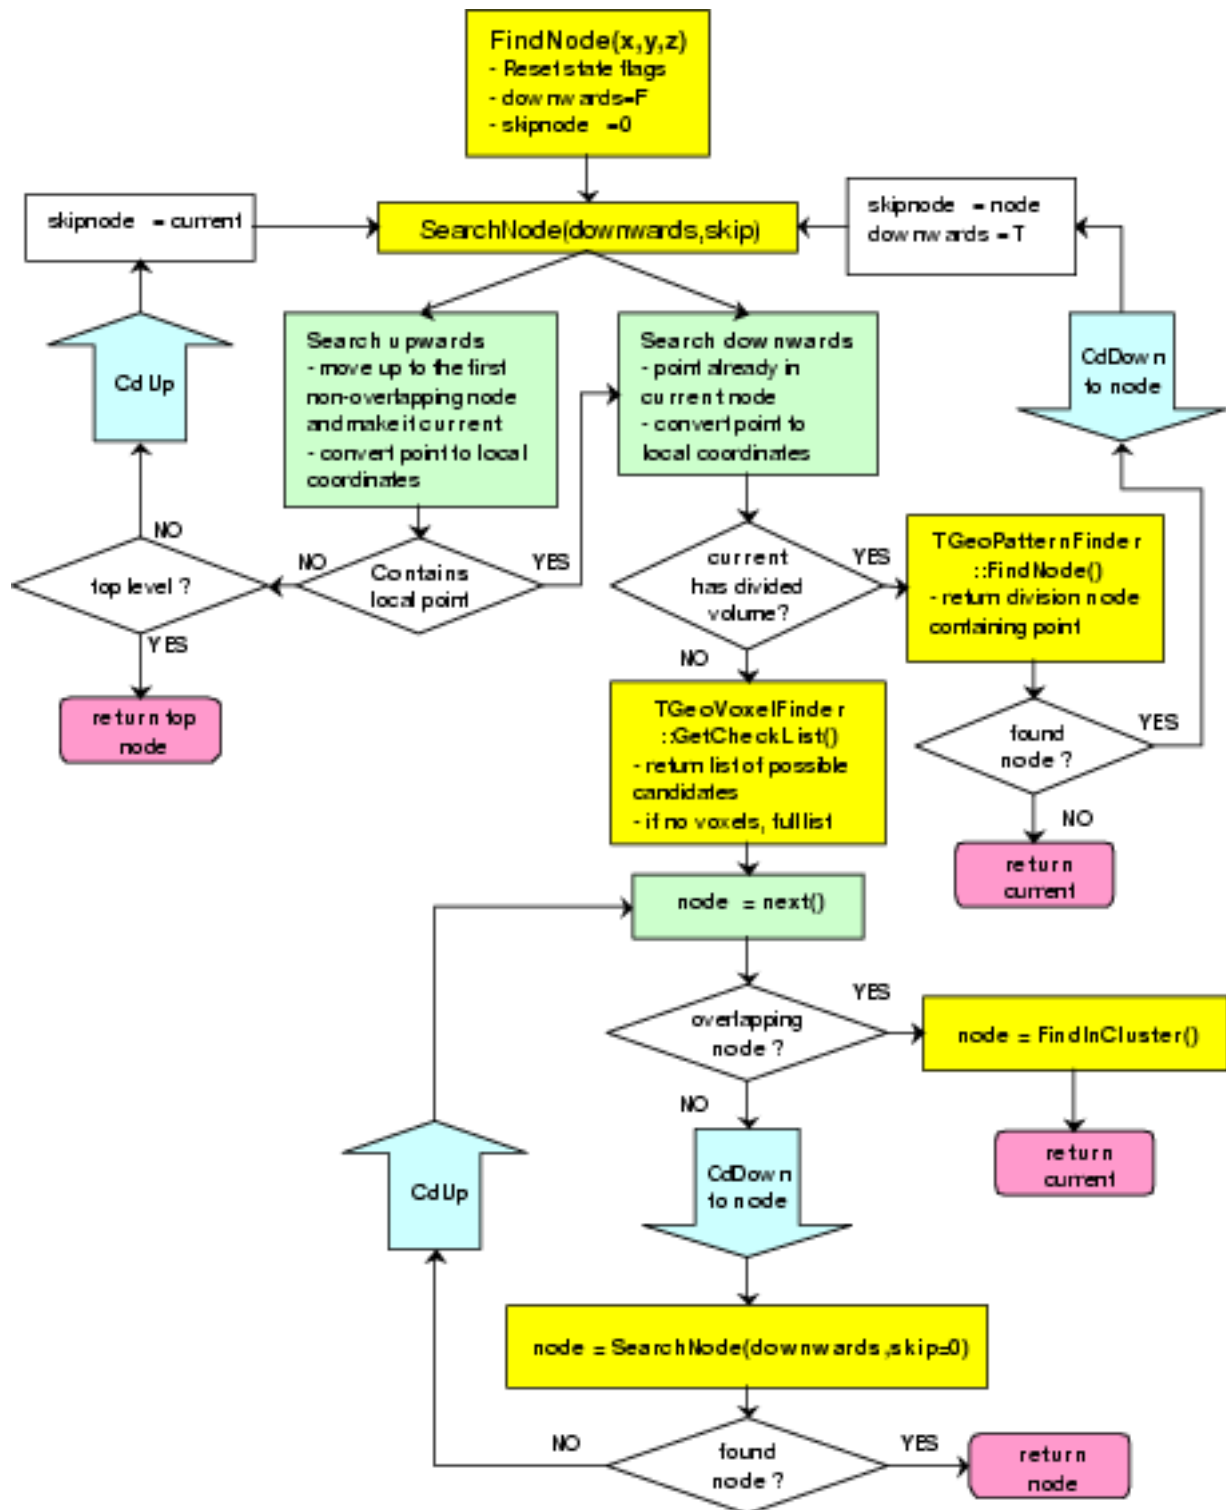 FindNode(x,y,z)
- Reset state flags
- downwards=F
- skipnode =0
skipnode = current
SearchNode(downwards,skip)
skipnode = node
downwards = T
CdUp
Search upwards
- move up to the first
non-overlapping node
and make it current
- convert point to local
coordinates
Search downwards
- point already in
current node
- convert point to
local coordinates
CdDown
to node
NO
top level ?
YES
NO
Contains
local point
YES
current
has divided
volume?
YES
NO
TGeoPatternFinder
::FindNode()
- return division node
containing point
return top
node
TGeoVoxelFinder
::GetCheckList()
- return list of possible
candidates
- if no voxels, full list
found
node ?
YES
NO
return
current
node = next()
overlapping
node ?
YES
NO
node = FindInCluster()
return
current
CdUp
CdDown
to node
node = SearchNode(downwards,skip=0)
NO
found
node ?
YES
return
node